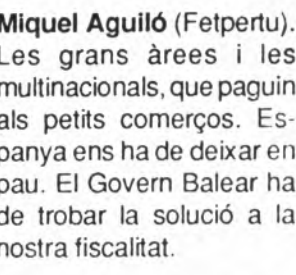 Miquel Aguiló (Fetpertu).
Les grans àrees i les
multinacionals, que paguin
als petits comerços. Es-
panya ens ha de deixar en
pau. El Govern Balear ha
de trobar la solució a la
nostra fiscalitat.